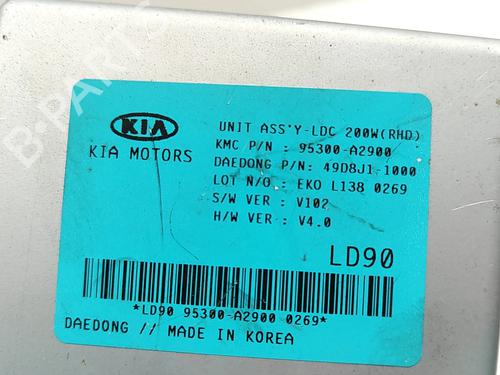 KIA
KIA MOTORS
UNIT ASS'Y-LDC 200W(RHD)
KMC P/N : 95300-A2900
DAEDONG P/N: 49D8J1-1000
LOT N/O : EKO L138 0269
S/W VER : V102
H/W VER : V4.0
LD90
*LD90 95300-A2900 0269*
DAEDONG // MADE IN KOREA
B-PARTS